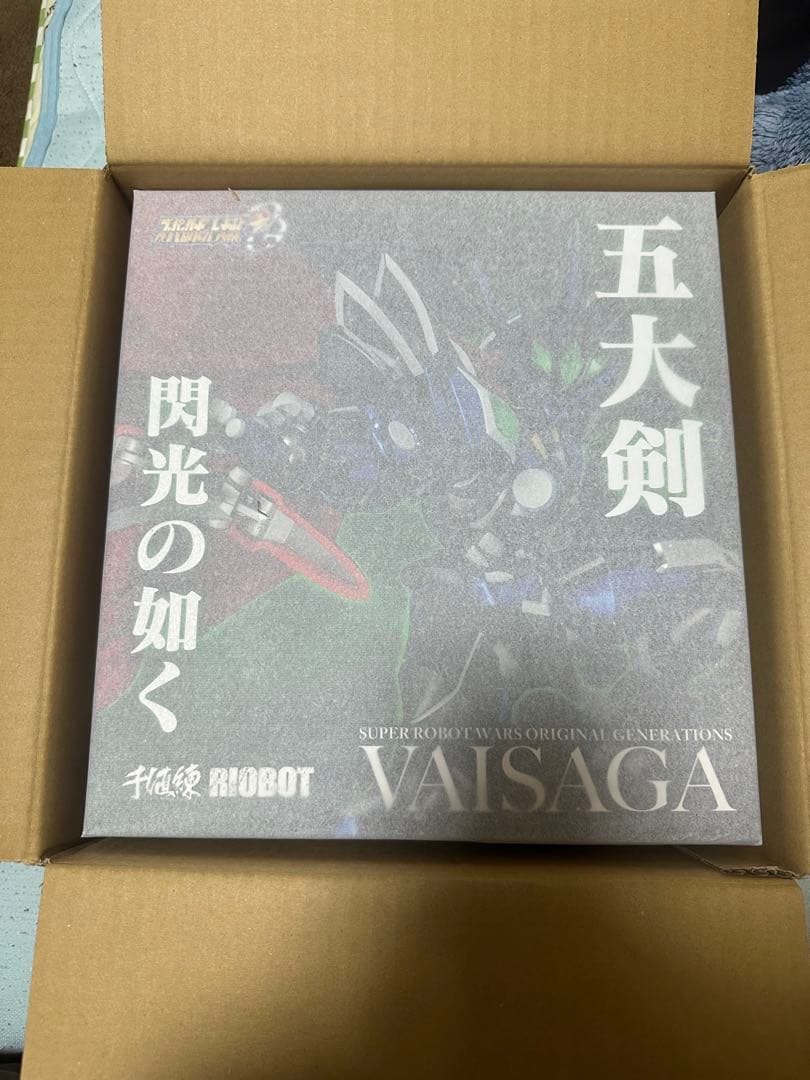 五大剣
閃光の如く
SUPER ROBOT WARS ORIGINAL GENERATIONS
VAISAGA
千値練 RIOBOT